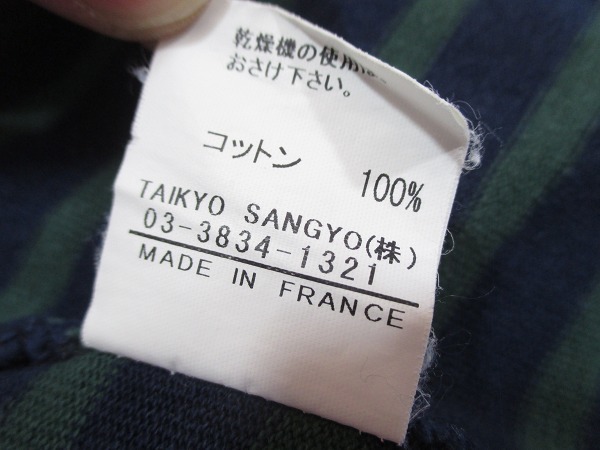 乾燥機の使用は
おさけ下さい。
コットン 100%
TAIKYO SANGYO(株)
03-3834-1321
MADE IN FRANCE